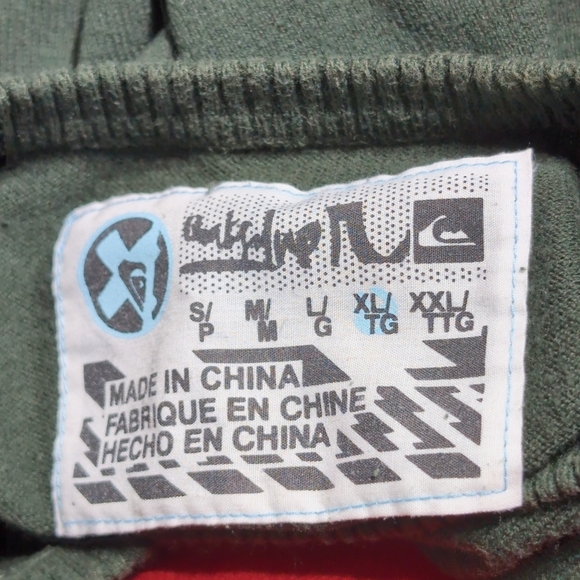 Quiksilver
S/P M/M L/G XL/TG XXL/TTG
MADE IN CHINA
FABRIQUE EN CHINE
HECHO EN CHINA